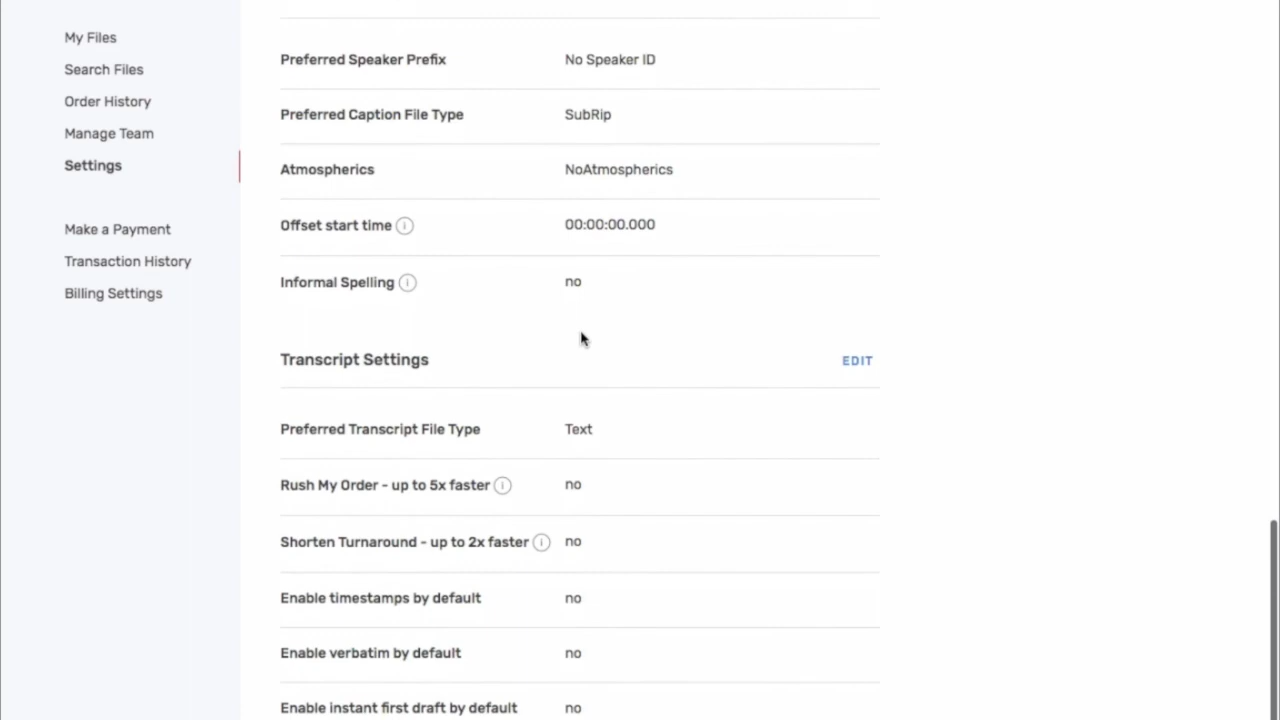 My Files
Search Files
Order History
Manage Team
Settings
Make a Payment
Transaction History
Billing Settings
Preferred Speaker Prefix No Speaker ID
Preferred Caption File Type SubRip
Atmospherics NoAtmospherics
Offset start time i 00:00:00.000
Informal Spelling i no
Transcript Settings EDIT
Preferred Transcript File Type Text
Rush My Order - up to 5x faster i no
Shorten Turnaround - up to 2x faster i no
Enable timestamps by default no
Enable verbatim by default no
Enable instant first draft by default no